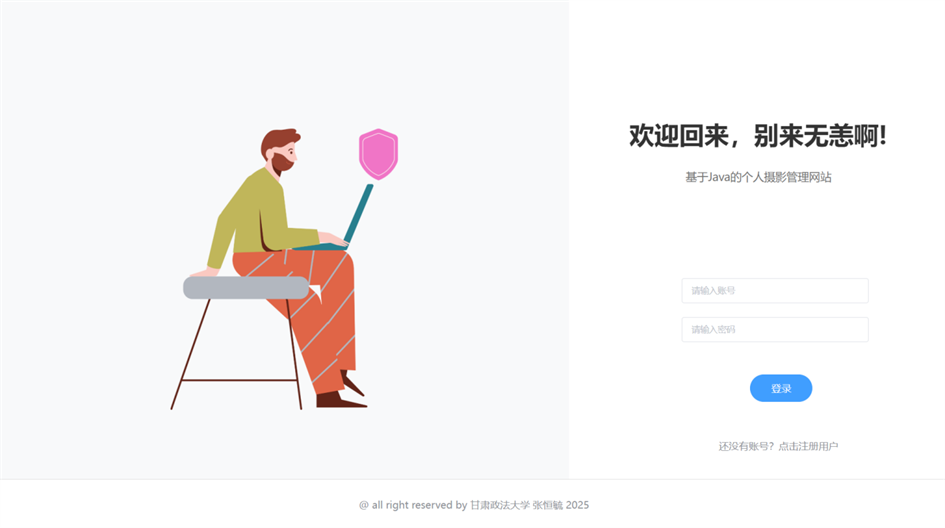 欢迎回来，别来无恙啊!
基于Java的个人摄影管理网站
请输入账号
请输入密码
登录
还没有账号？点击注册用户
@ all right reserved by 甘肃政法大学 张恒毓 2025